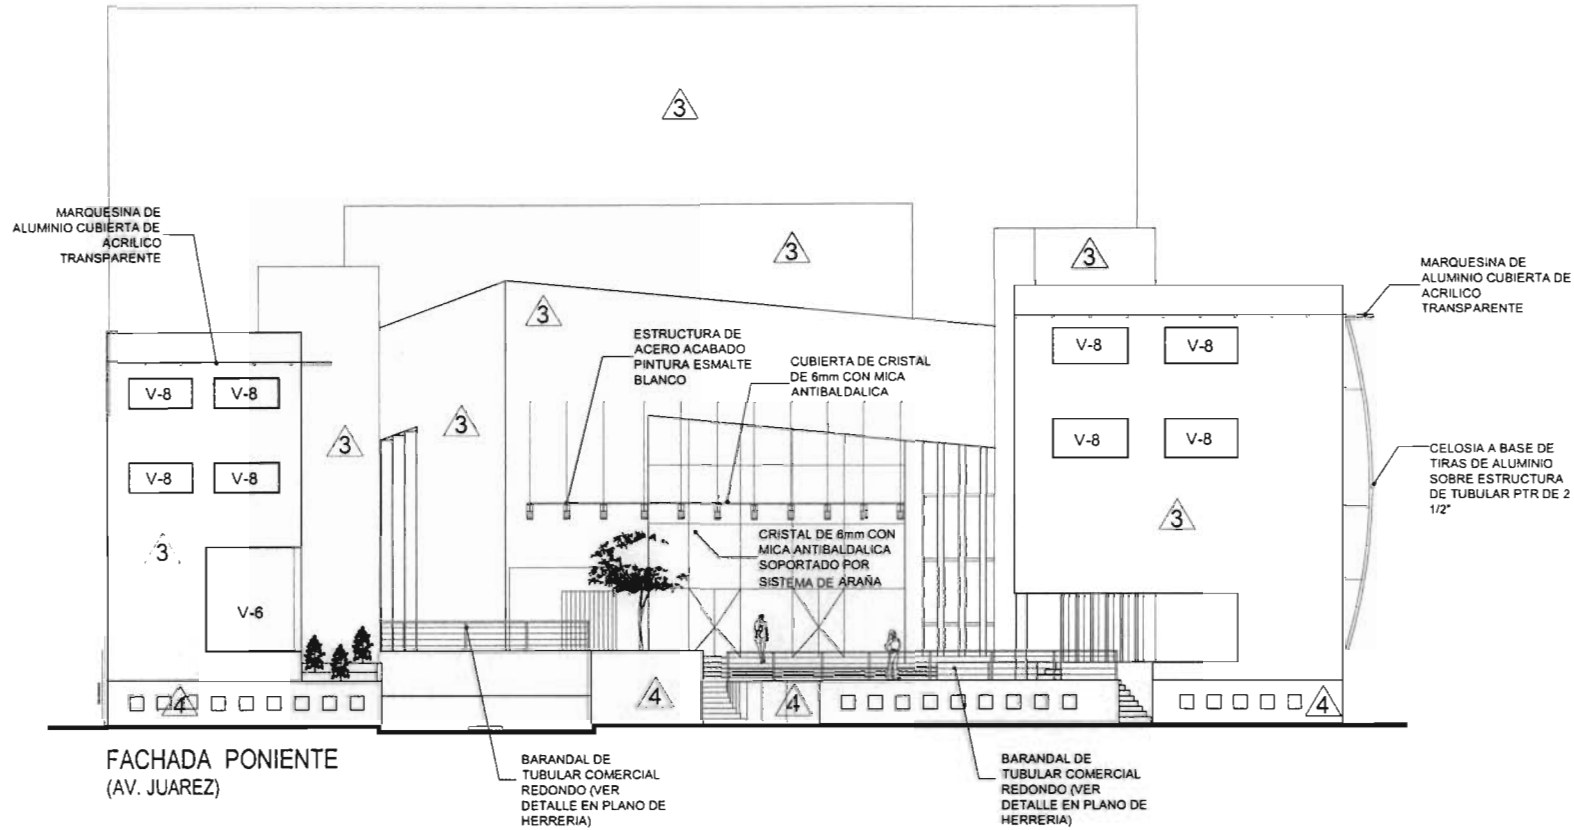 3
MARQUESINA DE
ALUMINIO CUBIERTA DE
ACRILICO
TRANSPARENTE
3
3
MARQUESINA DE
ALUMINIO CUBIERTA DE
ACRILICO
TRANSPARENTE
3
ESTRUCTURA DE
ACERO ACABADO
PINTURA ESMALTE
BLANCO
CUBIERTA DE CRISTAL
DE 6mm CON MICA
ANTIBALDALICA
V-8 V-8
V-8 V-8
V-8 V-8
V-8 V-8
3
3
CELOSIA A BASE DE
TIRAS DE ALUMINIO
SOBRE ESTRUCTURA
DE TUBULAR PTR DE 2
1/2"
3
3
CRISTAL DE 6mm CON
MICA ANTIBALDALICA
SOPORTADO POR
SISTEMA DE ARAÑA
V-6
4
4
4
4
FACHADA PONIENTE
(AV. JUAREZ)
BARANDAL DE
TUBULAR COMERCIAL
REDONDO (VER
DETALLE EN PLANO DE
HERRERIA)
BARANDAL DE
TUBULAR COMERCIAL
REDONDO (VER
DETALLE EN PLANO DE
HERRERIA)